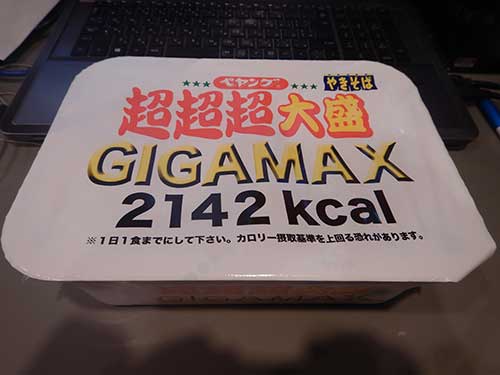 ペヤング
やきそば
超超超大盛
GIGAMAX
2142 kcal
※1日1食までにして下さい。カロリー摂取基準を上回る恐れがあります。
GIGAMAX